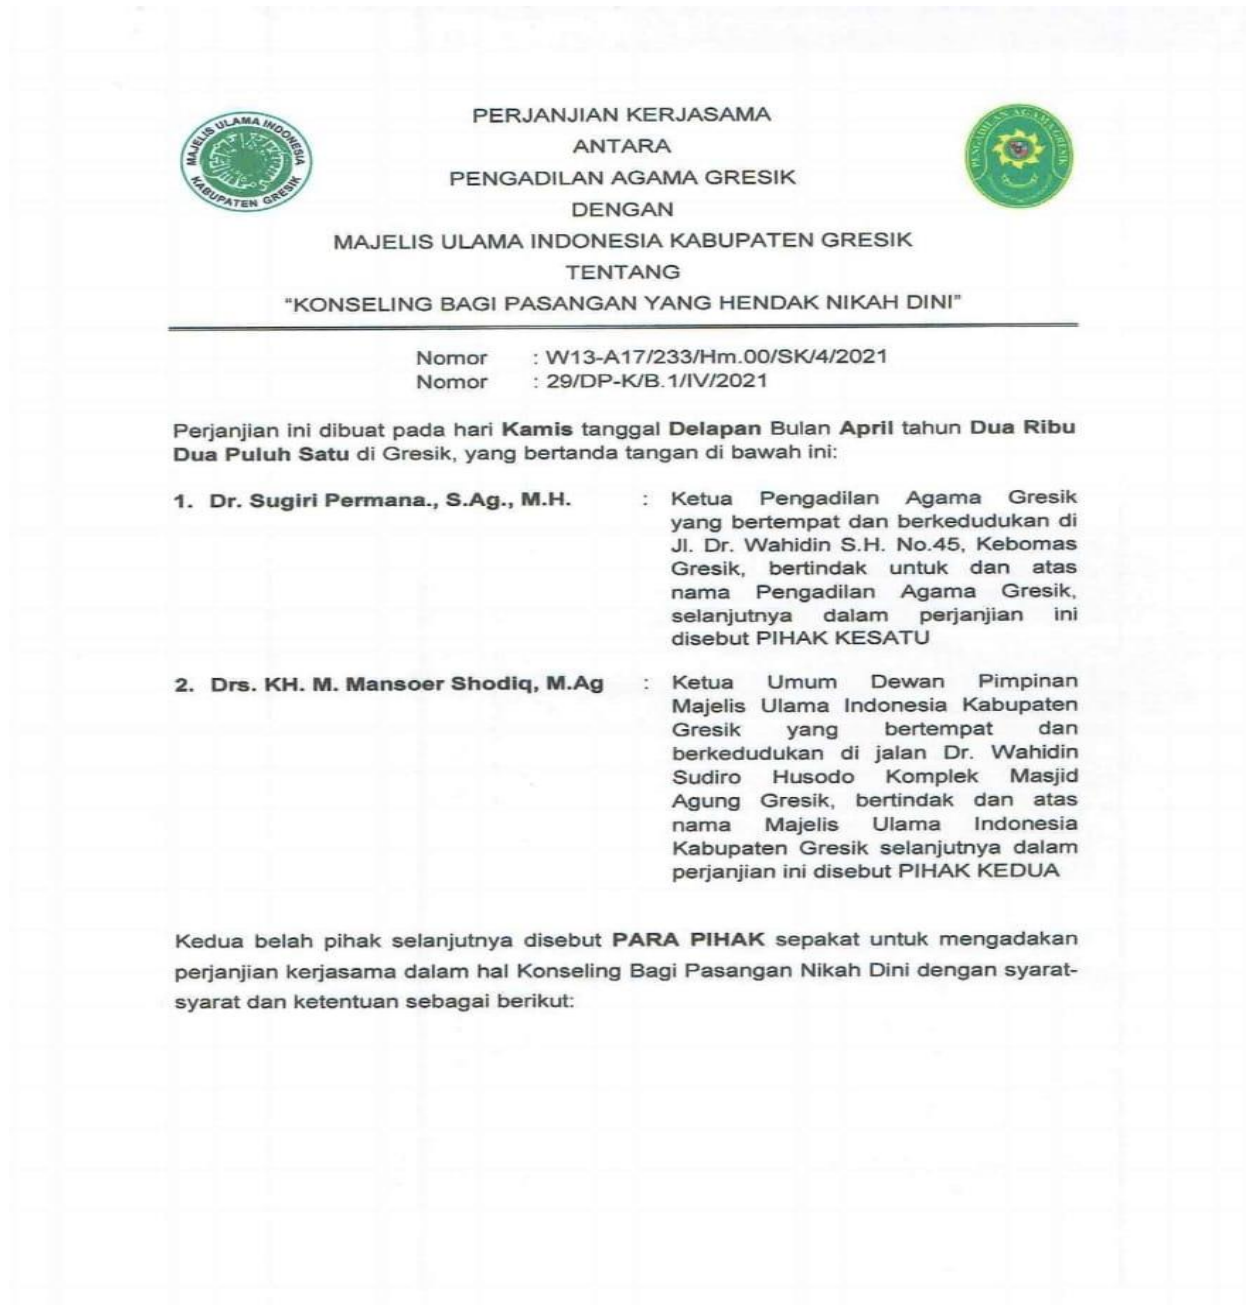 MAJELIS ULAMA INDONESIA
KABUPATEN GRESIK
PENGADILAN AGAMA GRESIK
PERJANJIAN KERJASAMA
ANTARA
PENGADILAN AGAMA GRESIK
DENGAN
MAJELIS ULAMA INDONESIA KABUPATEN GRESIK
TENTANG
"KONSELING BAGI PASANGAN YANG HENDAK NIKAH DINI"
Nomor : W13-A17/233/Hm.00/SK/4/2021
Nomor : 29/DP-K/B.1/IV/2021
Perjanjian ini dibuat pada hari Kamis tanggal Delapan Bulan April tahun Dua Ribu
Dua Puluh Satu di Gresik, yang bertanda tangan di bawah ini:
1. Dr. Sugiri Permana., S.Ag., M.H. : Ketua Pengadilan Agama Gresik
yang bertempat dan berkedudukan di
Jl. Dr. Wahidin S.H. No.45, Kebomas
Gresik, bertindak untuk dan atas
nama Pengadilan Agama Gresik,
selanjutnya dalam perjanjian ini
disebut PIHAK KESATU
2. Drs. KH. M. Mansoer Shodiq, M.Ag : Ketua Umum Dewan Pimpinan
Majelis Ulama Indonesia Kabupaten
Gresik yang bertempat dan
berkedudukan di jalan Dr. Wahidin
Sudiro Husodo Komplek Masjid
Agung Gresik, bertindak dan atas
nama Majelis Ulama Indonesia
Kabupaten Gresik selanjutnya dalam
perjanjian ini disebut PIHAK KEDUA
Kedua belah pihak selanjutnya disebut PARA PIHAK sepakat untuk mengadakan
perjanjian kerjasama dalam hal Konseling Bagi Pasangan Nikah Dini dengan syarat-
syarat dan ketentuan sebagai berikut: